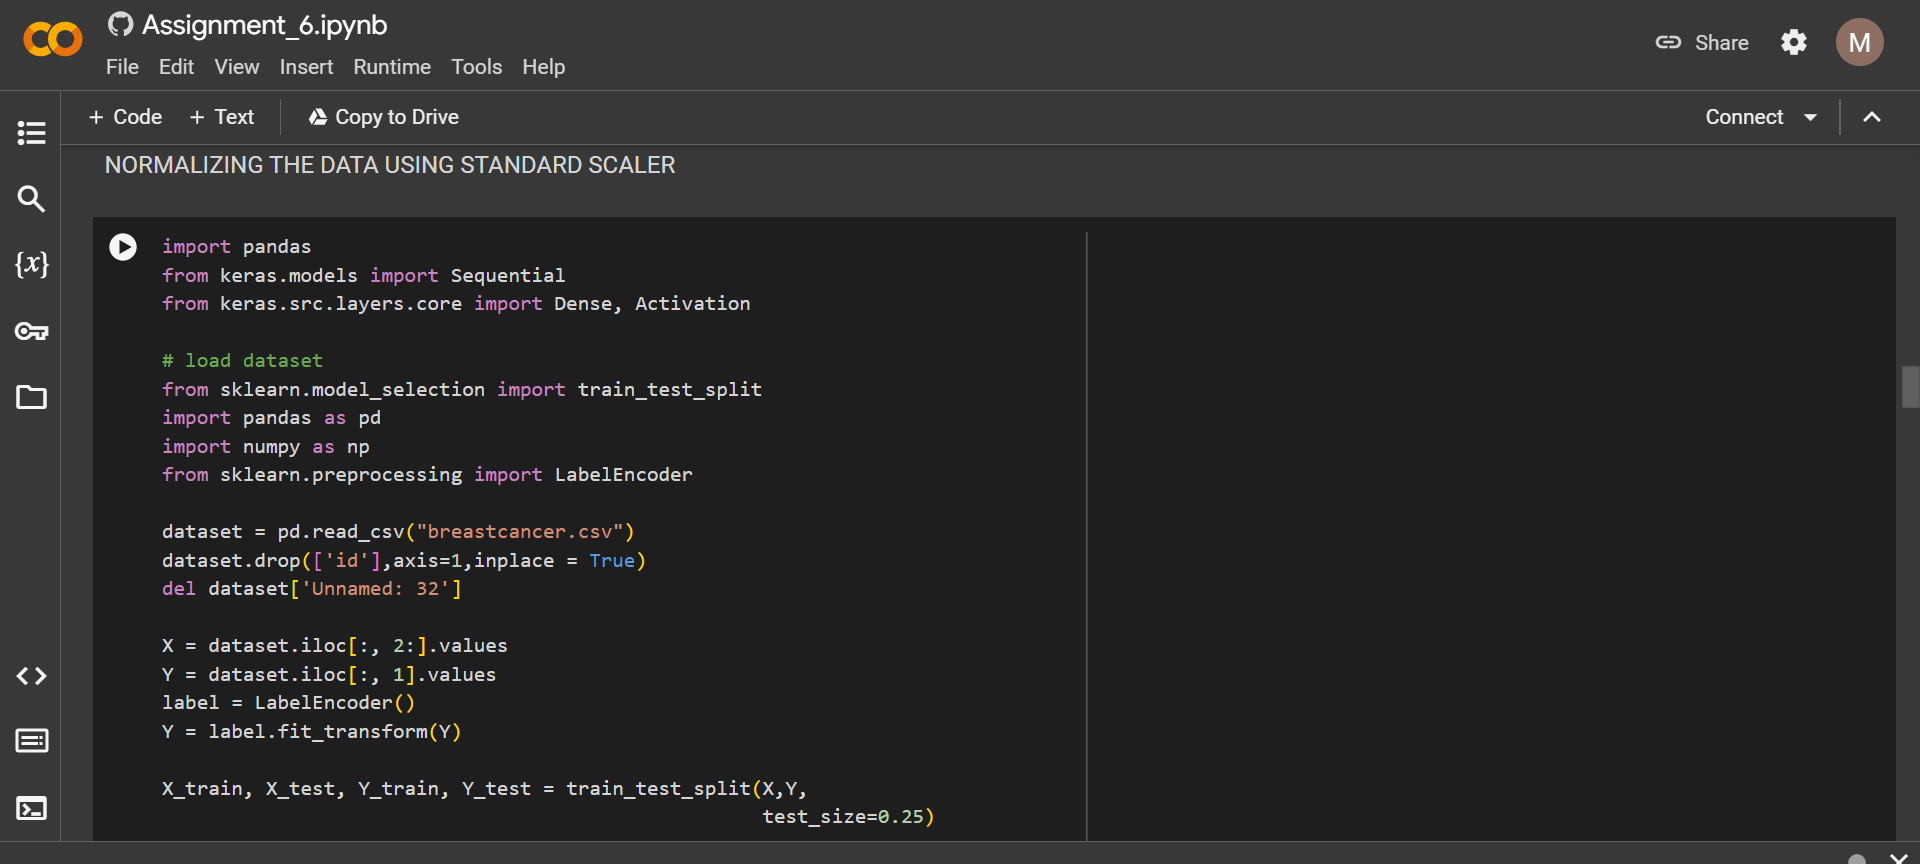 Assignment_6.ipynb
File Edit View Insert Runtime Tools Help
Share
M
+ Code + Text Copy to Drive
Connect
NORMALIZING THE DATA USING STANDARD SCALER
{x}
import pandas
from keras.models import Sequential
from keras.src.layers.core import Dense, Activation
# load dataset
from sklearn.model_selection import train_test_split
import pandas as pd
import numpy as np
from sklearn.preprocessing import LabelEncoder
dataset = pd.read_csv("breastcancer.csv")
dataset.drop(['id'],axis=1,inplace = True)
del dataset['Unnamed: 32']
X = dataset.iloc[:, 2:].values
Y = dataset.iloc[:, 1].values
label = LabelEncoder()
Y = label.fit_transform(Y)
X_train, X_test, Y_train, Y_test = train_test_split(X,Y,
test_size=0.25)